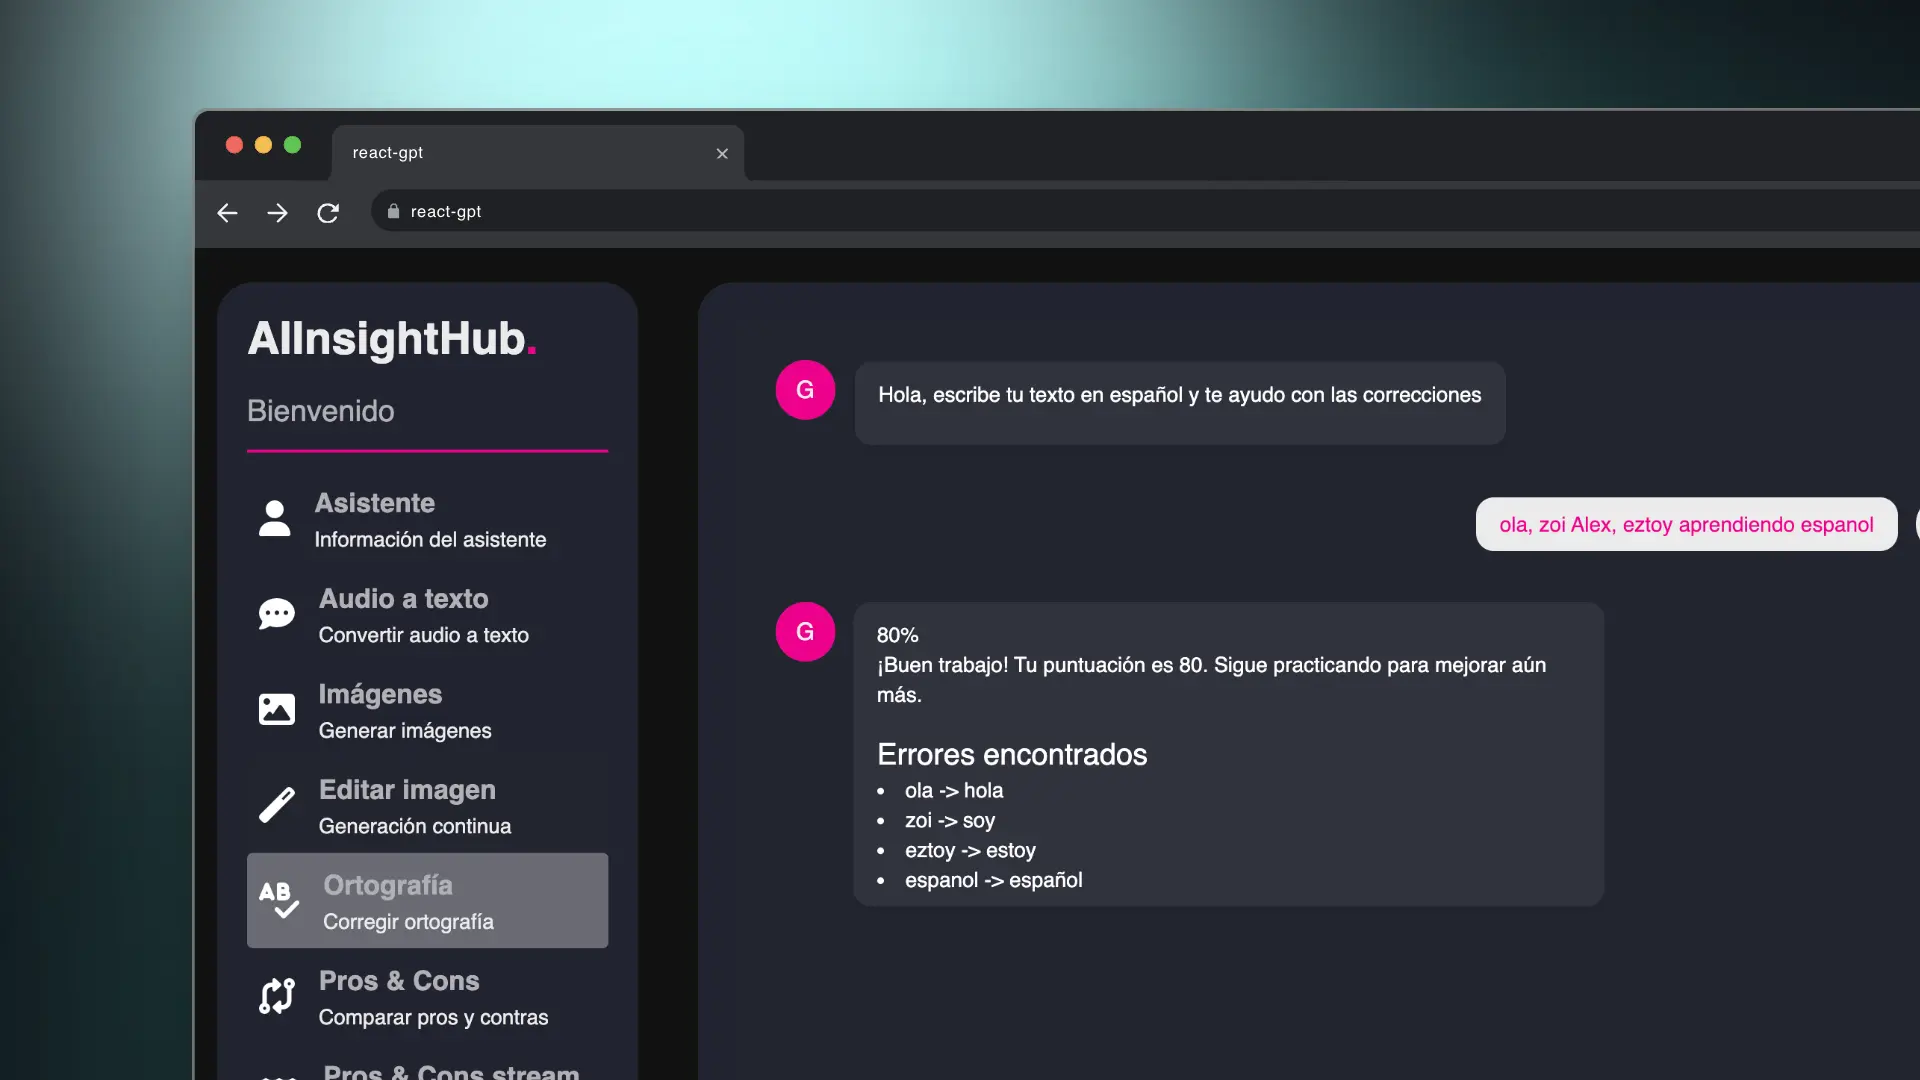 react-gpt
react-gpt
AIInsightHub.
Bienvenido
Asistente
Información del asistente
Audio a texto
Convertir audio a texto
Imágenes
Generar imágenes
Editar imagen
Generación continua
AB
Ortografía
Corregir ortografía
Pros & Cons
Comparar pros y contras
Pros & Cons stream
G
Hola, escribe tu texto en español y te ayudo con las correcciones
ola, zoi Alex, eztoy aprendiendo espanol
G
80%
¡Buen trabajo! Tu puntuación es 80. Sigue practicando para mejorar aún
más.
Errores encontrados
• ola -> hola
• zoi -> soy
• eztoy -> estoy
• espanol -> español